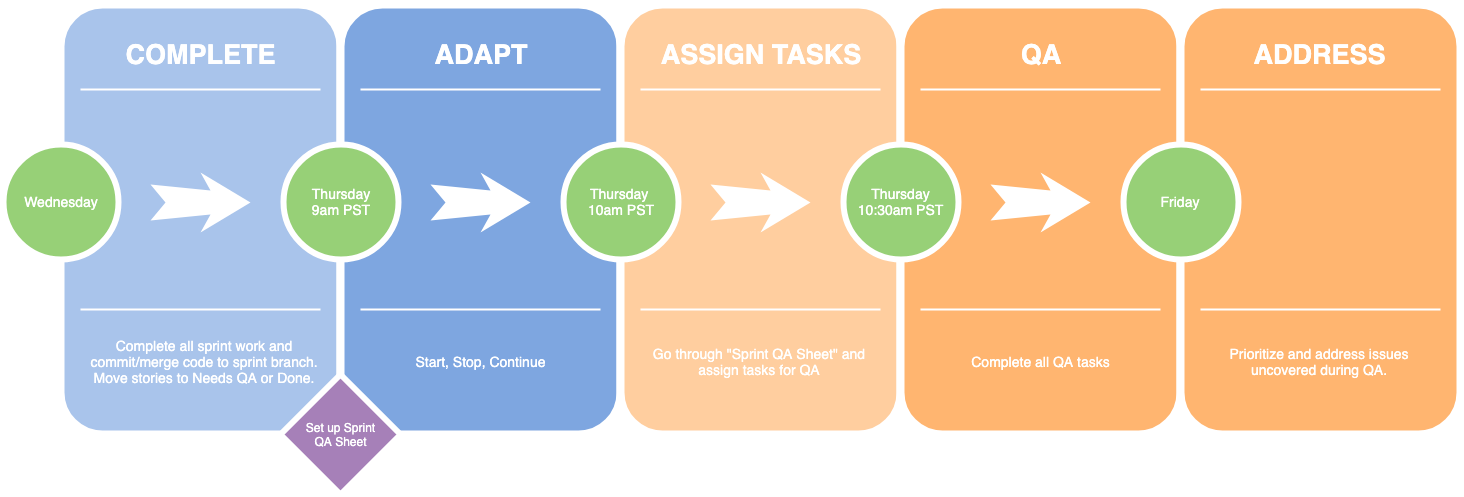 COMPLETE
ADAPT
ASSIGN TASKS
QA
ADDRESS
Wednesday
Thursday
9am PST
Thursday
10am PST
Thursday
10:30am PST
Friday
Complete all sprint work and
commit/merge code to sprint branch.
Move stories to Needs QA or Done.
Start, Stop, Continue
Go through "Sprint QA Sheet" and
assign tasks for QA
Complete all QA tasks
Prioritize and address issues
uncovered during QA.
Set up Sprint
QA Sheet